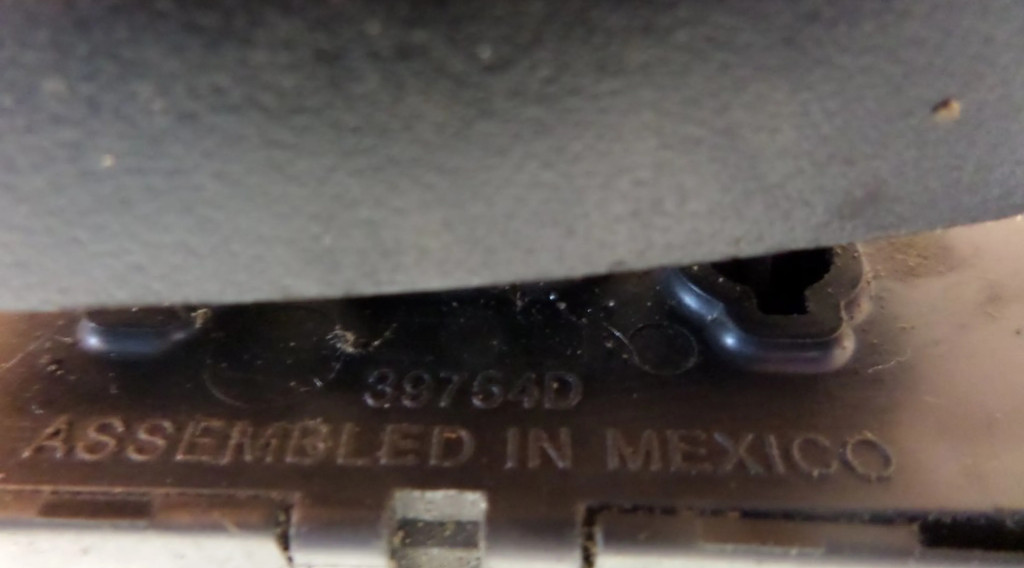 39764D
ASSEMBLED IN MEXICO